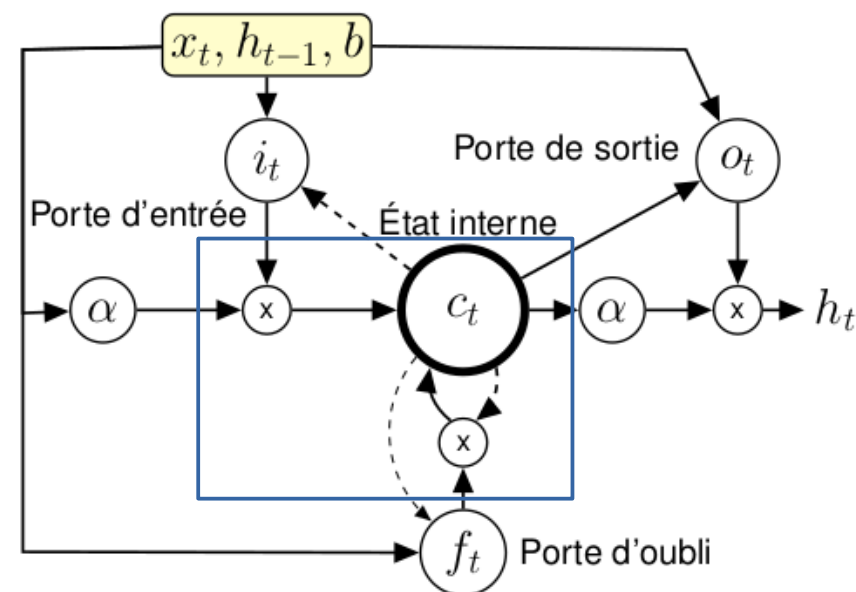 x_t, h_{t−1}, b
i_t
Porte de sortie
o_t
Porte d'entrée
État interne
α
x
c_t
α
x
h_t
x
f_t
Porte d'oubli